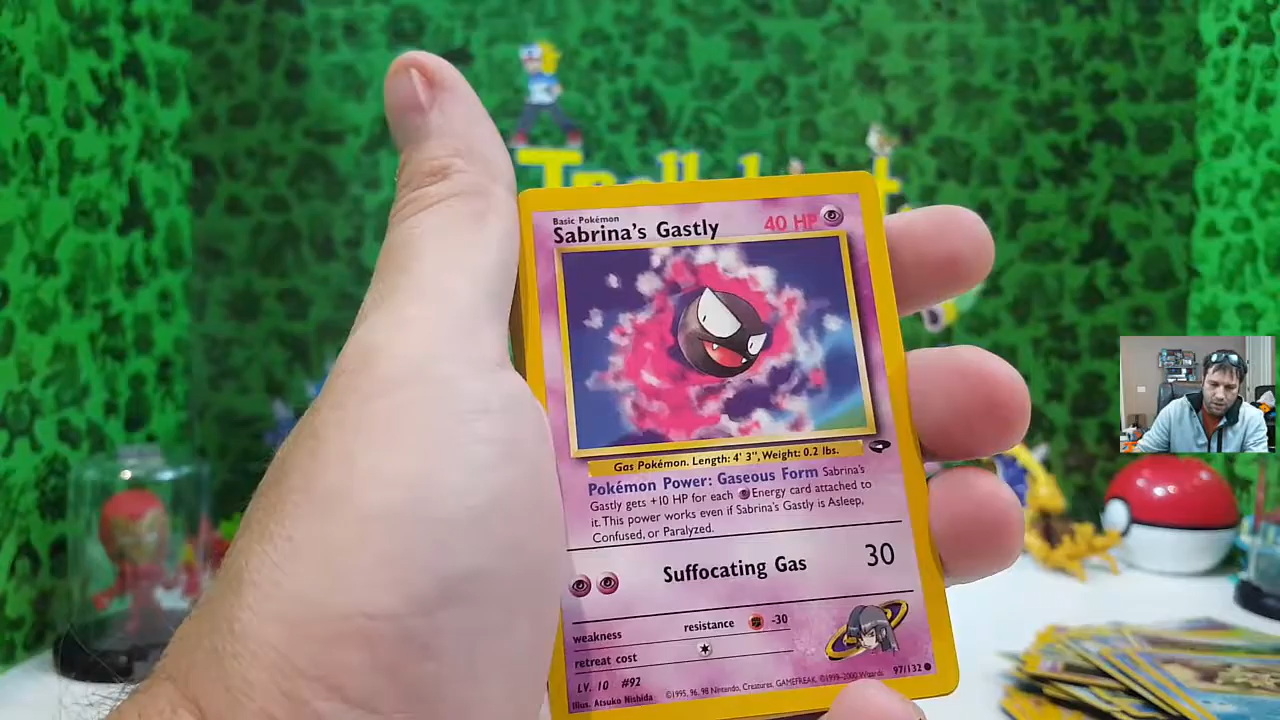 Basic Pokémon
Sabrina's Gastly
40 HP
Gas Pokémon. Length: 4' 3", Weight: 0.2 lbs.
Pokémon Power: Gaseous Form Sabrina's
Gastly gets +10 HP for each Energy card attached to
it. This power works even if Sabrina's Gastly is Asleep,
Confused, or Paralyzed.
Suffocating Gas 30
weakness
resistance -30
retreat cost
97/132
LV. 10 #92
Illus. Atsuko Nishida
©1995, 96, 98 Nintendo, Creatures, GAMEFREAK. ©1999-2000 Wizards.